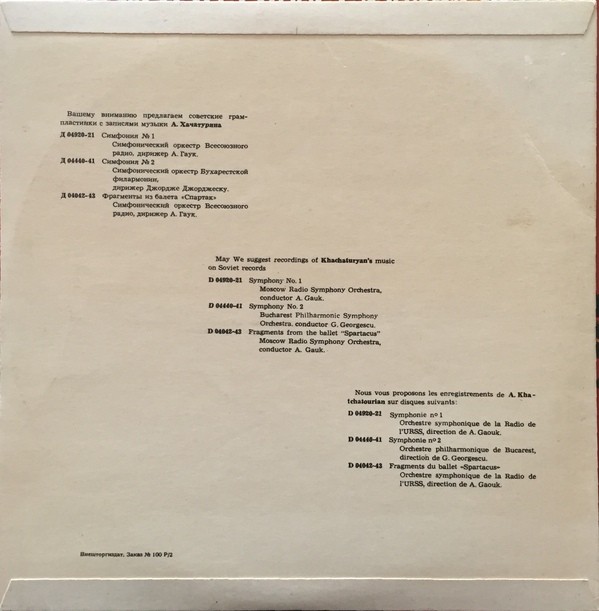 Вашему вниманию предлагаем советские грам-
пластинки с записями музыки А. Хачатуряна
Д 04920-21 Симфония № 1
Симфонический оркестр Всесоюзного
радио, дирижер А. Гаук.
Д 04440-41 Симфония № 2
Симфонический оркестр Бухарестской
филармонии,
дирижер Джордже Джорджеску.
Д 04042-43 Фрагменты из балета «Спартак»
Симфонический оркестр Всесоюзного
радио, дирижер А. Гаук.
May We suggest recordings of Khachaturyan's music
on Soviet records
D 04920-21 Symphony No. 1
Moscow Radio Symphony Orchestra,
conductor A. Gauk.
D 04440-41 Symphony No. 2
Bucharest Philharmonic Symphony
Orchestra. conductor G. Georgescu.
D 04042-43 Fragments from the ballet "Spartacus"
Moscow Radio Symphony Orchestra,
conductor A. Gauk.
Nous vous proposons les enregistrements de A. Kha-
tchatourian sur disques suivants:
D 04920-21 Symphonie nº 1
Orchestre symphonique de la Radio de
l'URSS, direction de A. Gaouk.
D 04440-41 Symphonie nº 2
Orchestre philharmonique de Bucarest,
direction de G. Georgescu.
D 04042-43 Fragments du ballet «Spartacus»
Orchestre symphonique de la Radio de
l'URSS, direction de A. Gaouk.
Внешторгиздат. Заказ № 100 Р/2